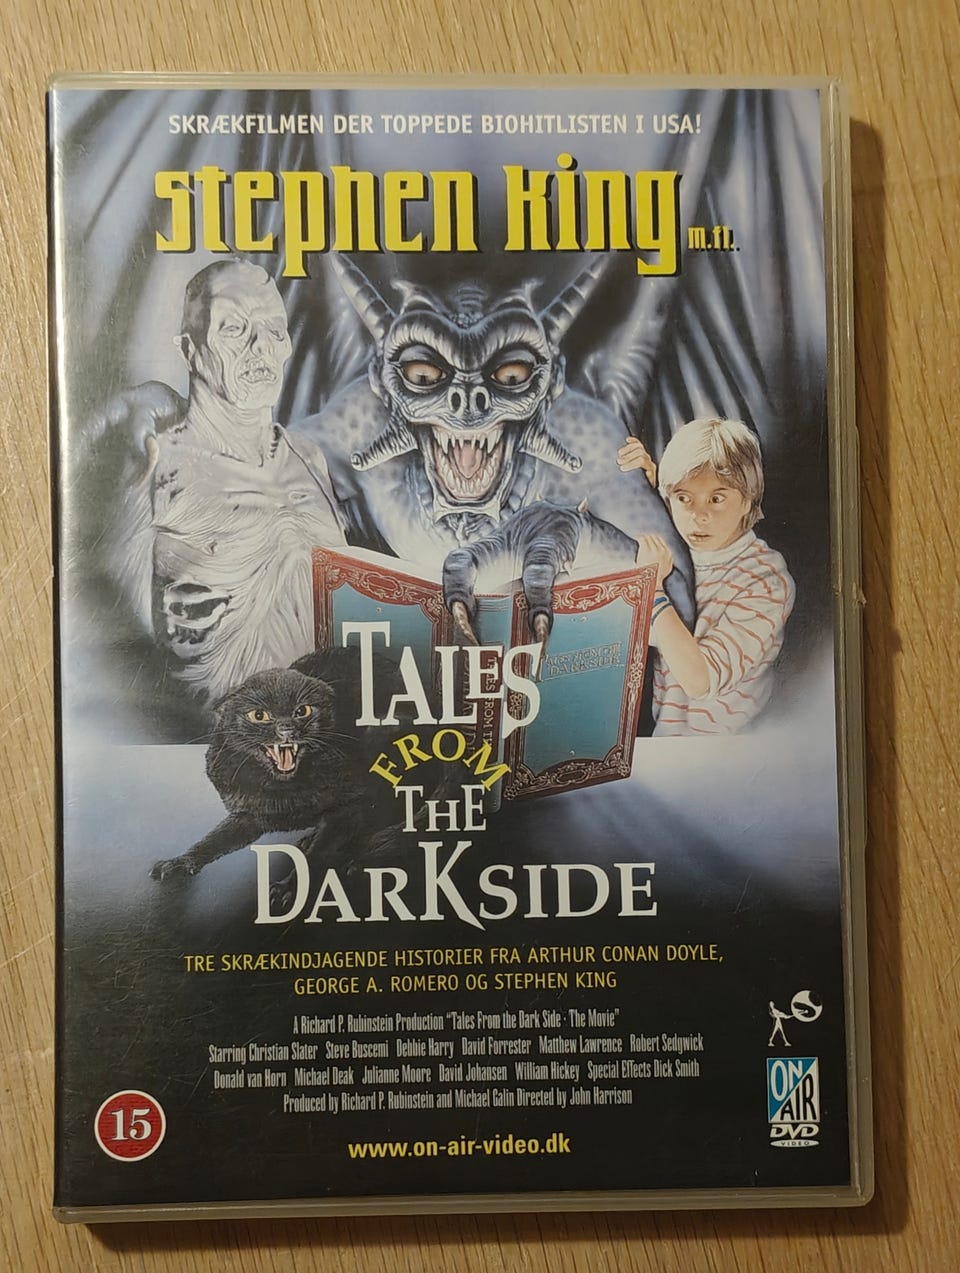 SKRÆKFILMEN DER TOPPEDE BIOHITLISTEN I USA!
stephen king m.fl.
TALES
FROM
THE
DARKSIDE
TRE SKRÆKINDJAGENDE HISTORIER FRA ARTHUR CONAN DOYLE,
GEORGE A. ROMERO OG STEPHEN KING
A Richard P. Rubinstein Production "Tales From the Dark Side · The Movie"
Starring Christian Slater Steve Buscemi Debbie Harry David Forrester Matthew Lawrence Robert Sedgwick
Donald van Horn Michael Deak Julianne Moore David Johansen William Hickey Special Effects Dick Smith
Produced by Richard P. Rubinstein and Michael Galin Directed by John Harrison
15
www.on-air-video.dk
ON
AIR
DVD
VIDEO